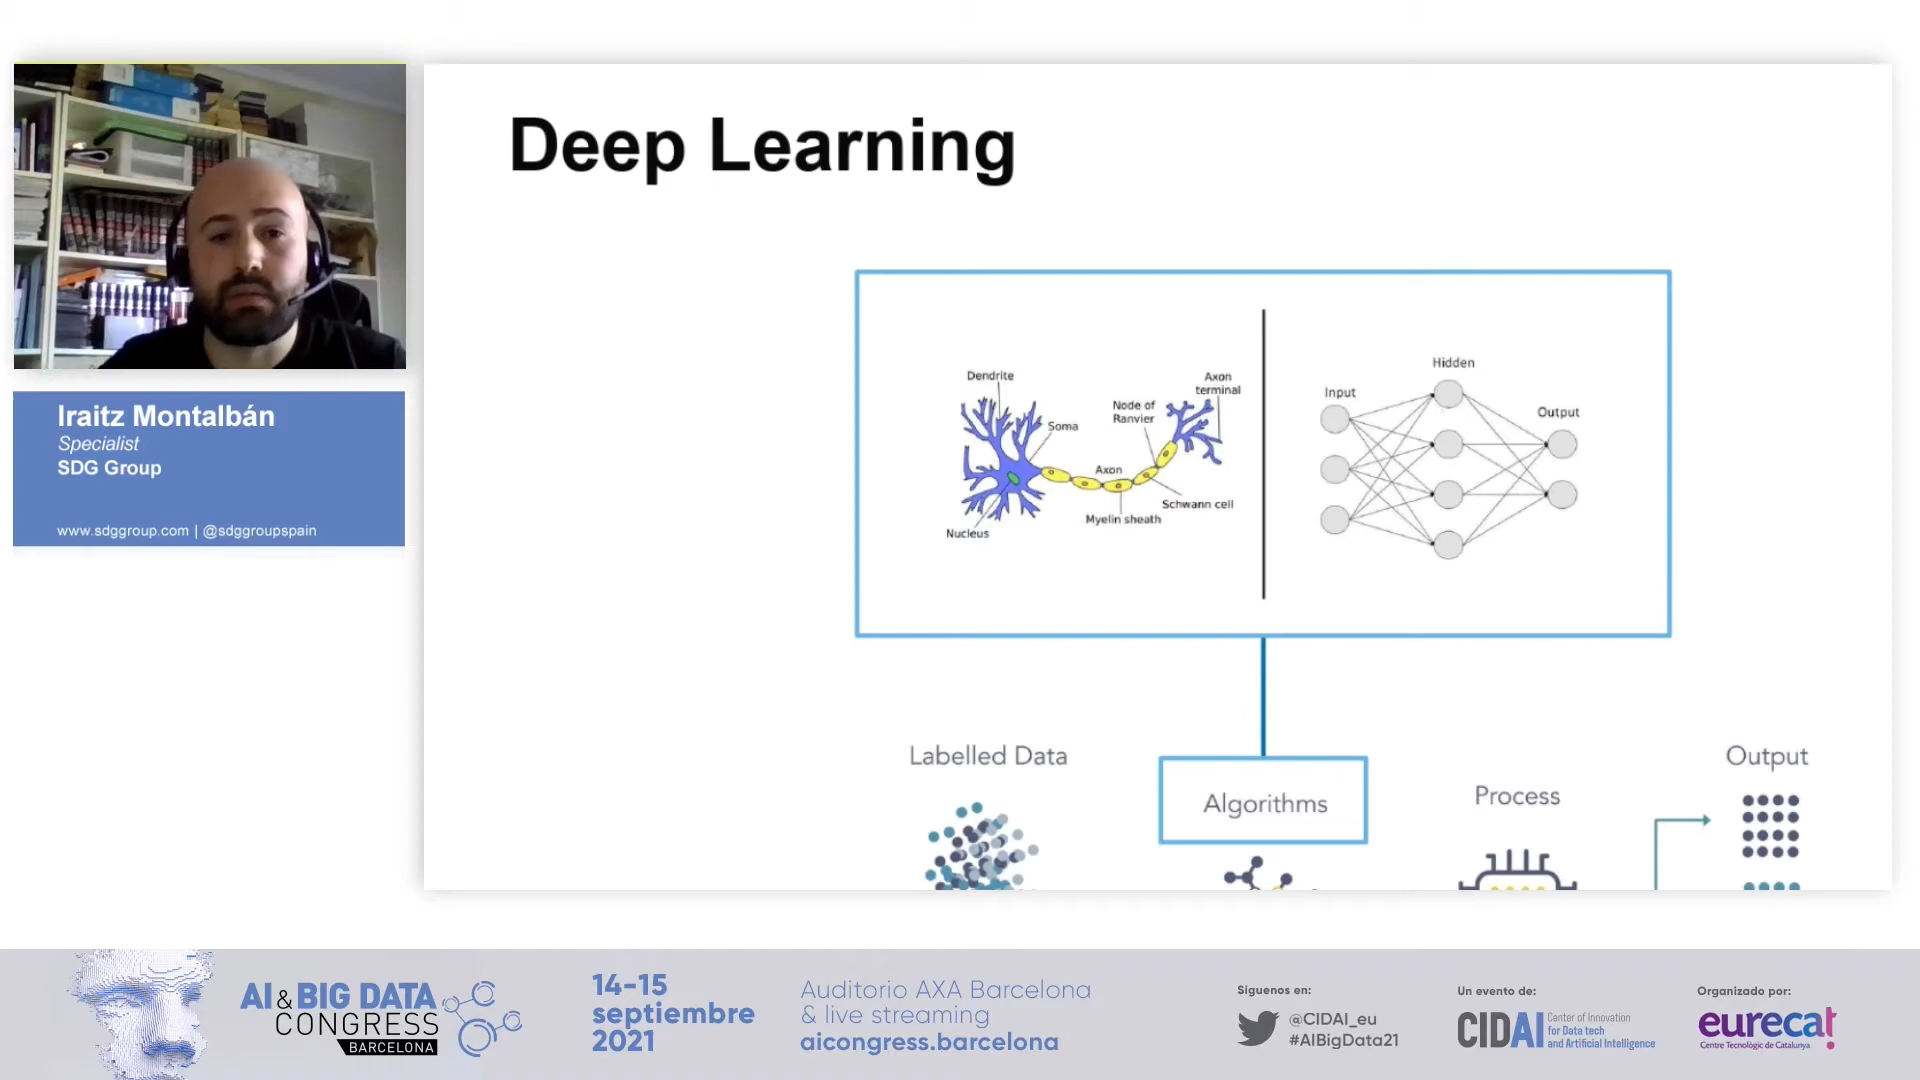 Deep Learning
Iraitz Montalbán
Specialist
SDG Group
www.sdggroup.com | @sdggroupspain
Dendrite
Soma
Nucleus
Axon
Myelin sheath
Node of
Ranvier
Schwann cell
Axon
terminal
Input
Hidden
Output
Labelled Data
Algorithms
Process
Output
AI & BIG DATA
CONGRESS
BARCELONA
14-15
septiembre
2021
Auditorio AXA Barcelona
& live streaming
aicongress.barcelona
Síguenos en:
@CIDAI_eu
#AIBigData21
Un evento de:
CIDAI
Center of Innovation
for Data tech
and Artificial Intelligence
Organizado por:
eurecat
Centre Tecnològic de Catalunya